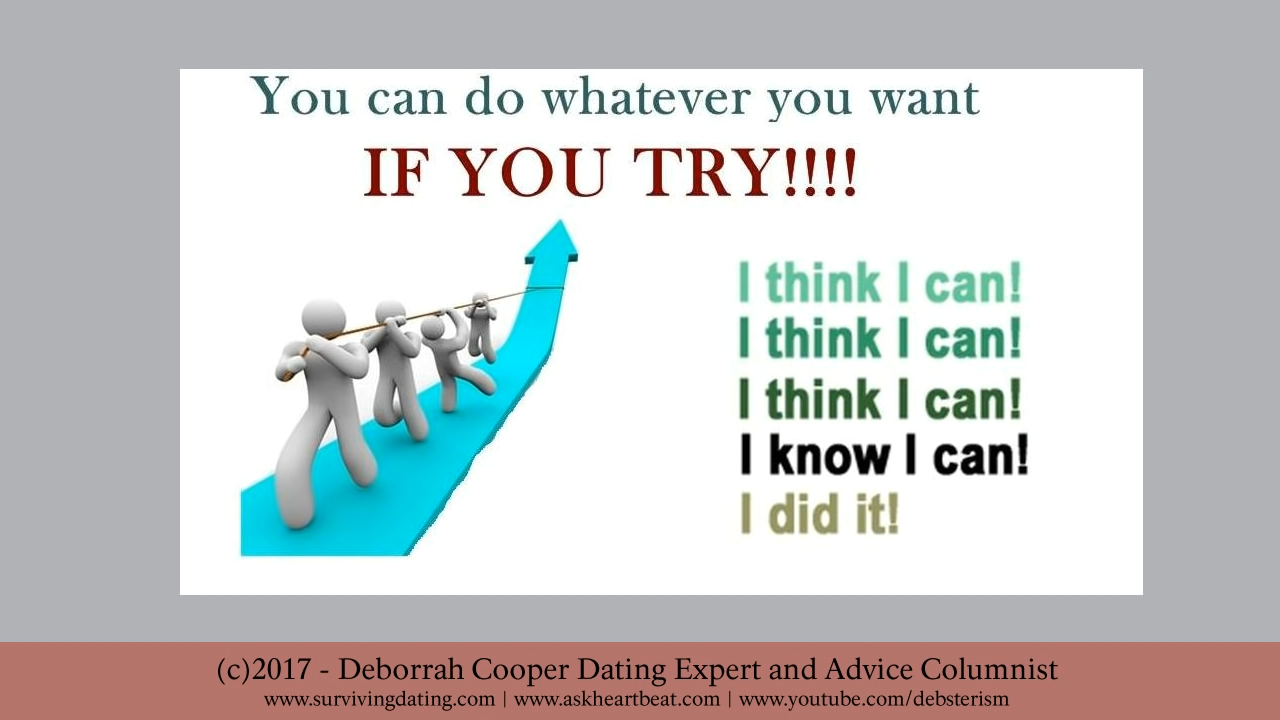 You can do whatever you want
IF YOU TRY!!!!
I think I can!
I think I can!
I think I can!
I know I can!
I did it!
(c)2017 - Deborrah Cooper Dating Expert and Advice Columnist
www.survivingdating.com | www.askheartbeat.com | www.youtube.com/debsterism